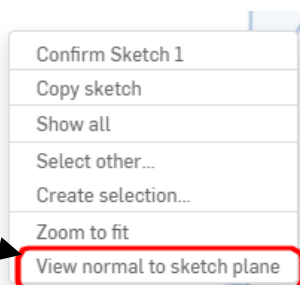 Confirm Sketch 1
Copy sketch
Show all
Select other...
Create selection...
Zoom to fit
View normal to sketch plane